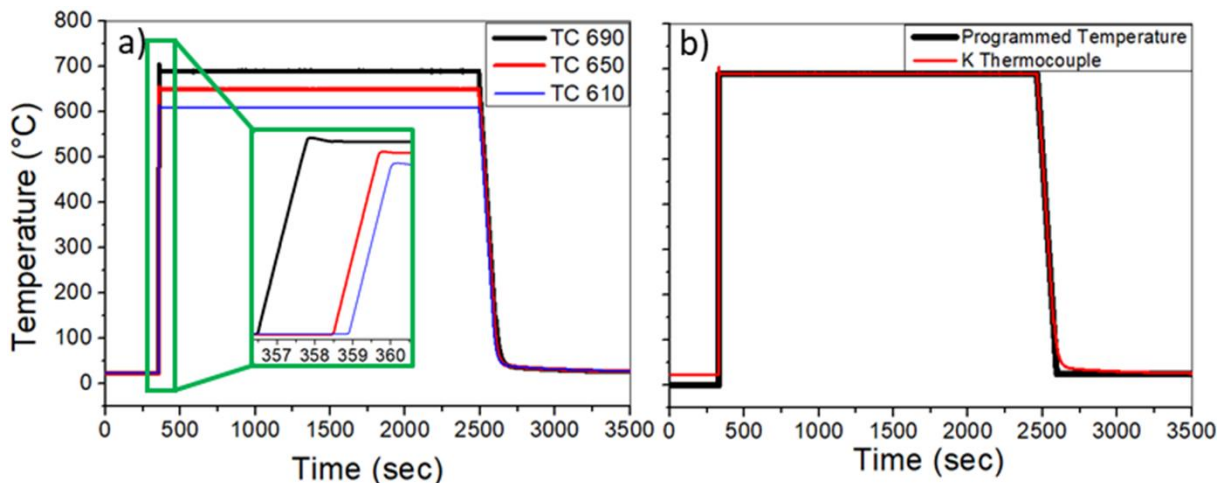 a)
TC 690
TC 650
TC 610
800
700
600
500
400
300
200
100
0
Temperature (°C)
357 358 359 360
0 500 1000 1500 2000 2500 3000 3500
Time (sec)
b)
Programmed Temperature
K Thermocouple
0 500 1000 1500 2000 2500 3000 3500
Time (sec)